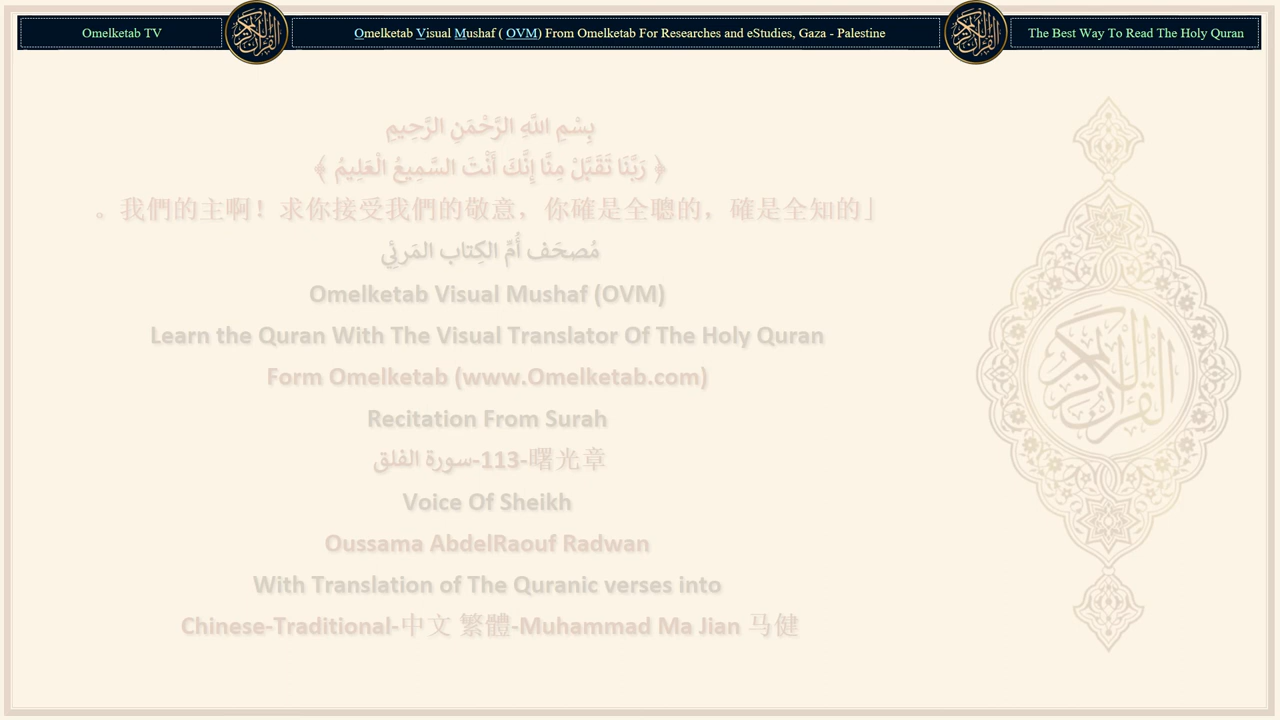 Omelketab TV
Omelketab Visual Mushaf ( OVM) From Omelketab For Researches and eStudies, Gaza - Palestine
The Best Way To Read The Holy Quran
بِسْمِ اللَّهِ الرَّحْمَنِ الرَّحِيمِ
﴿ رَبَّنَا تَقَبَّلْ مِنَّا إِنَّكَ أَنْتَ السَّمِيعُ الْعَلِيمُ ﴾
。我們的主啊！求你接受我們的敬意，你確是全聰的，確是全知的」
مُصحَف أُمِّ الكِتاب المَرئِي
Omelketab Visual Mushaf (OVM)
Learn the Quran With The Visual Translator Of The Holy Quran
Form Omelketab (www.Omelketab.com)
Recitation From Surah
سورة الفلق-113-曙光章
Voice Of Sheikh
Oussama AbdelRaouf Radwan
With Translation of The Quranic verses into
Chinese-Traditional-中文 繁體-Muhammad Ma Jian 马健
القرآن الكريم